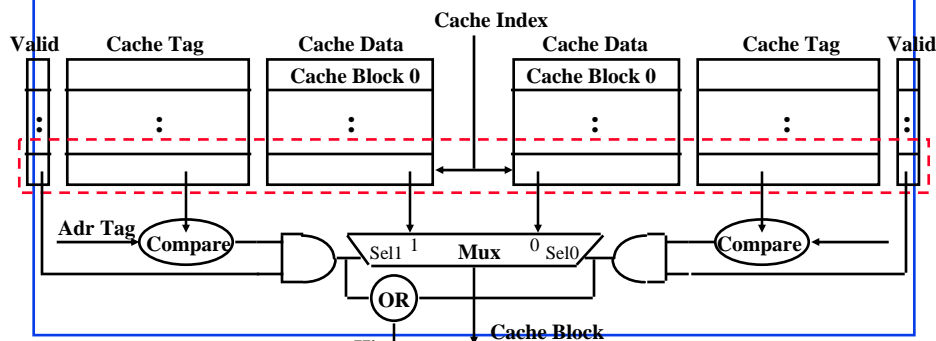 Cache Index
Valid Cache Tag Cache Data Cache Data Cache Tag Valid
Cache Block 0 Cache Block 0
: : : : : :
Adr Tag
Compare Sel1 1 Mux 0 Sel0 Compare
OR
Cache Block